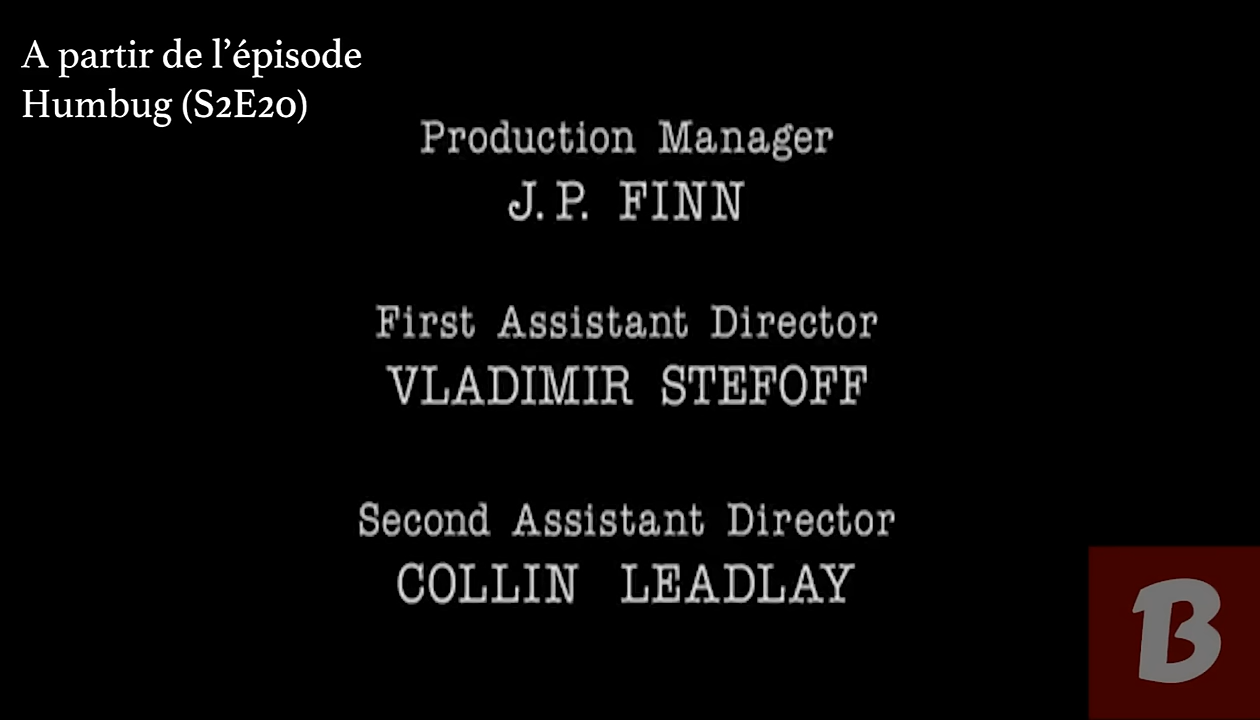 A partir de l’épisode
Humbug (S2E20)
Production Manager
J.P. FINN
First Assistant Director
VLADIMIR STEFOFF
Second Assistant Director
COLLIN LEADLAY
B